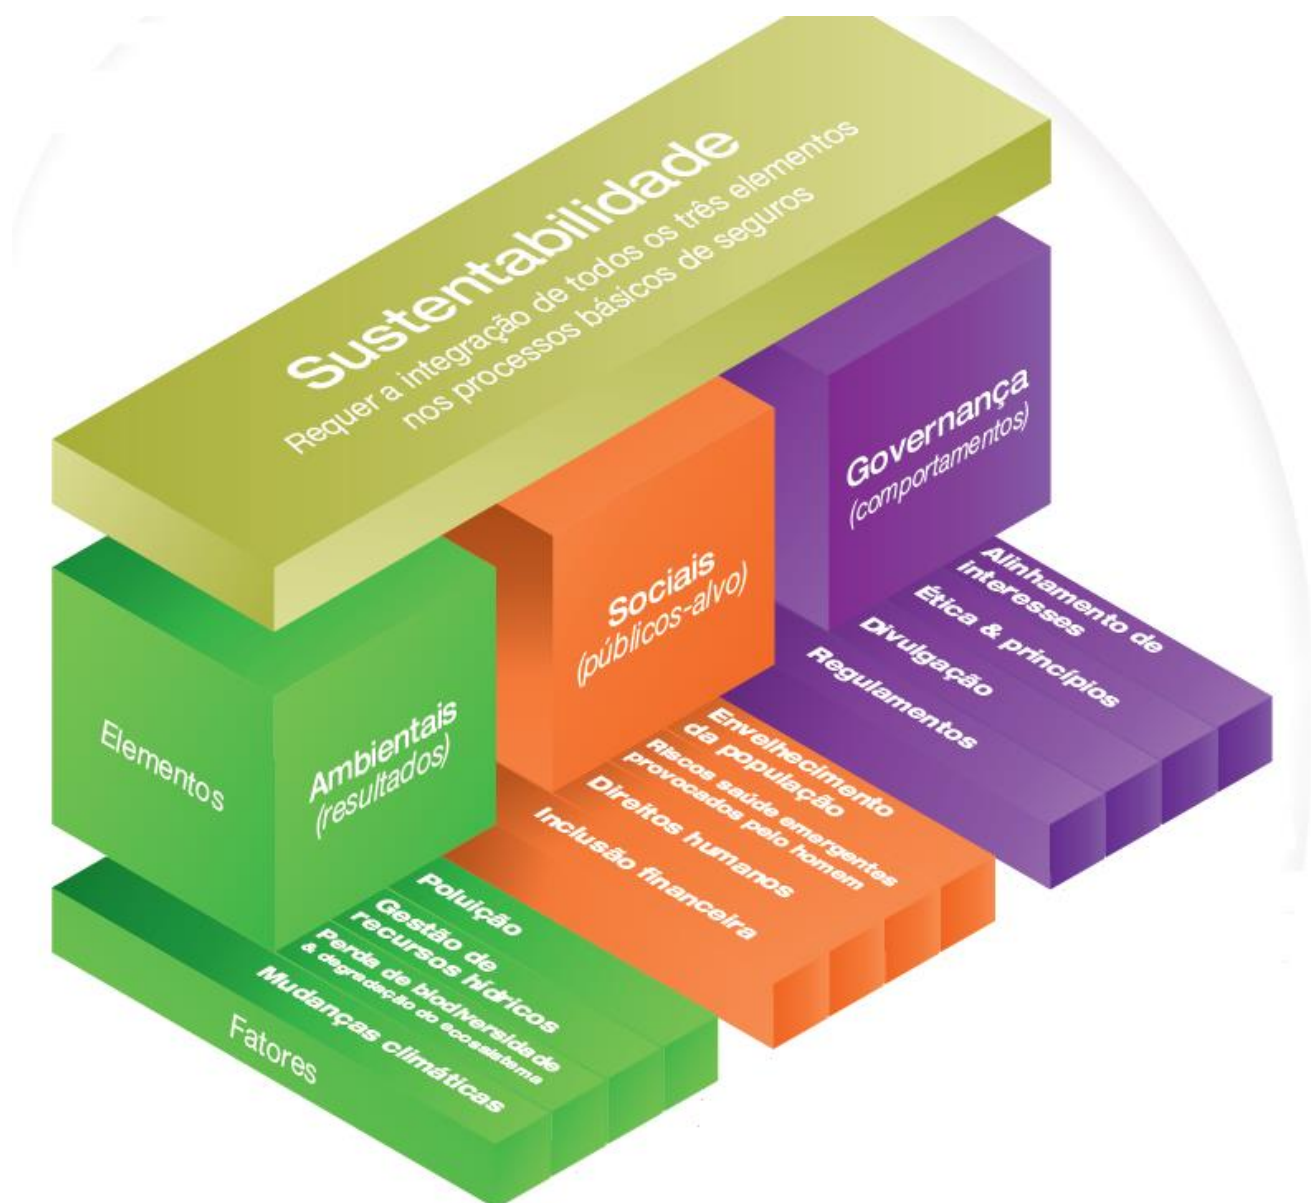 Sustentabilidade
Requer a integração de todos os três elementos
nos processos básicos de seguros
Elementos
Ambientais
(resultados)
Sociais
(públicos-alvo)
Governança
(comportamentos)
Fatores
Mudanças climáticas
Perda de biodiversidade
& degradação do ecossistema
Gestão de
recursos hídricos
Poluição
Inclusão financeira
Direitos humanos
Riscos saúde emergentes
provocados pelo homem
Envelhecimento
da população
Regulamentos
Divulgação
Ética & princípios
Alinhamento de
interesses